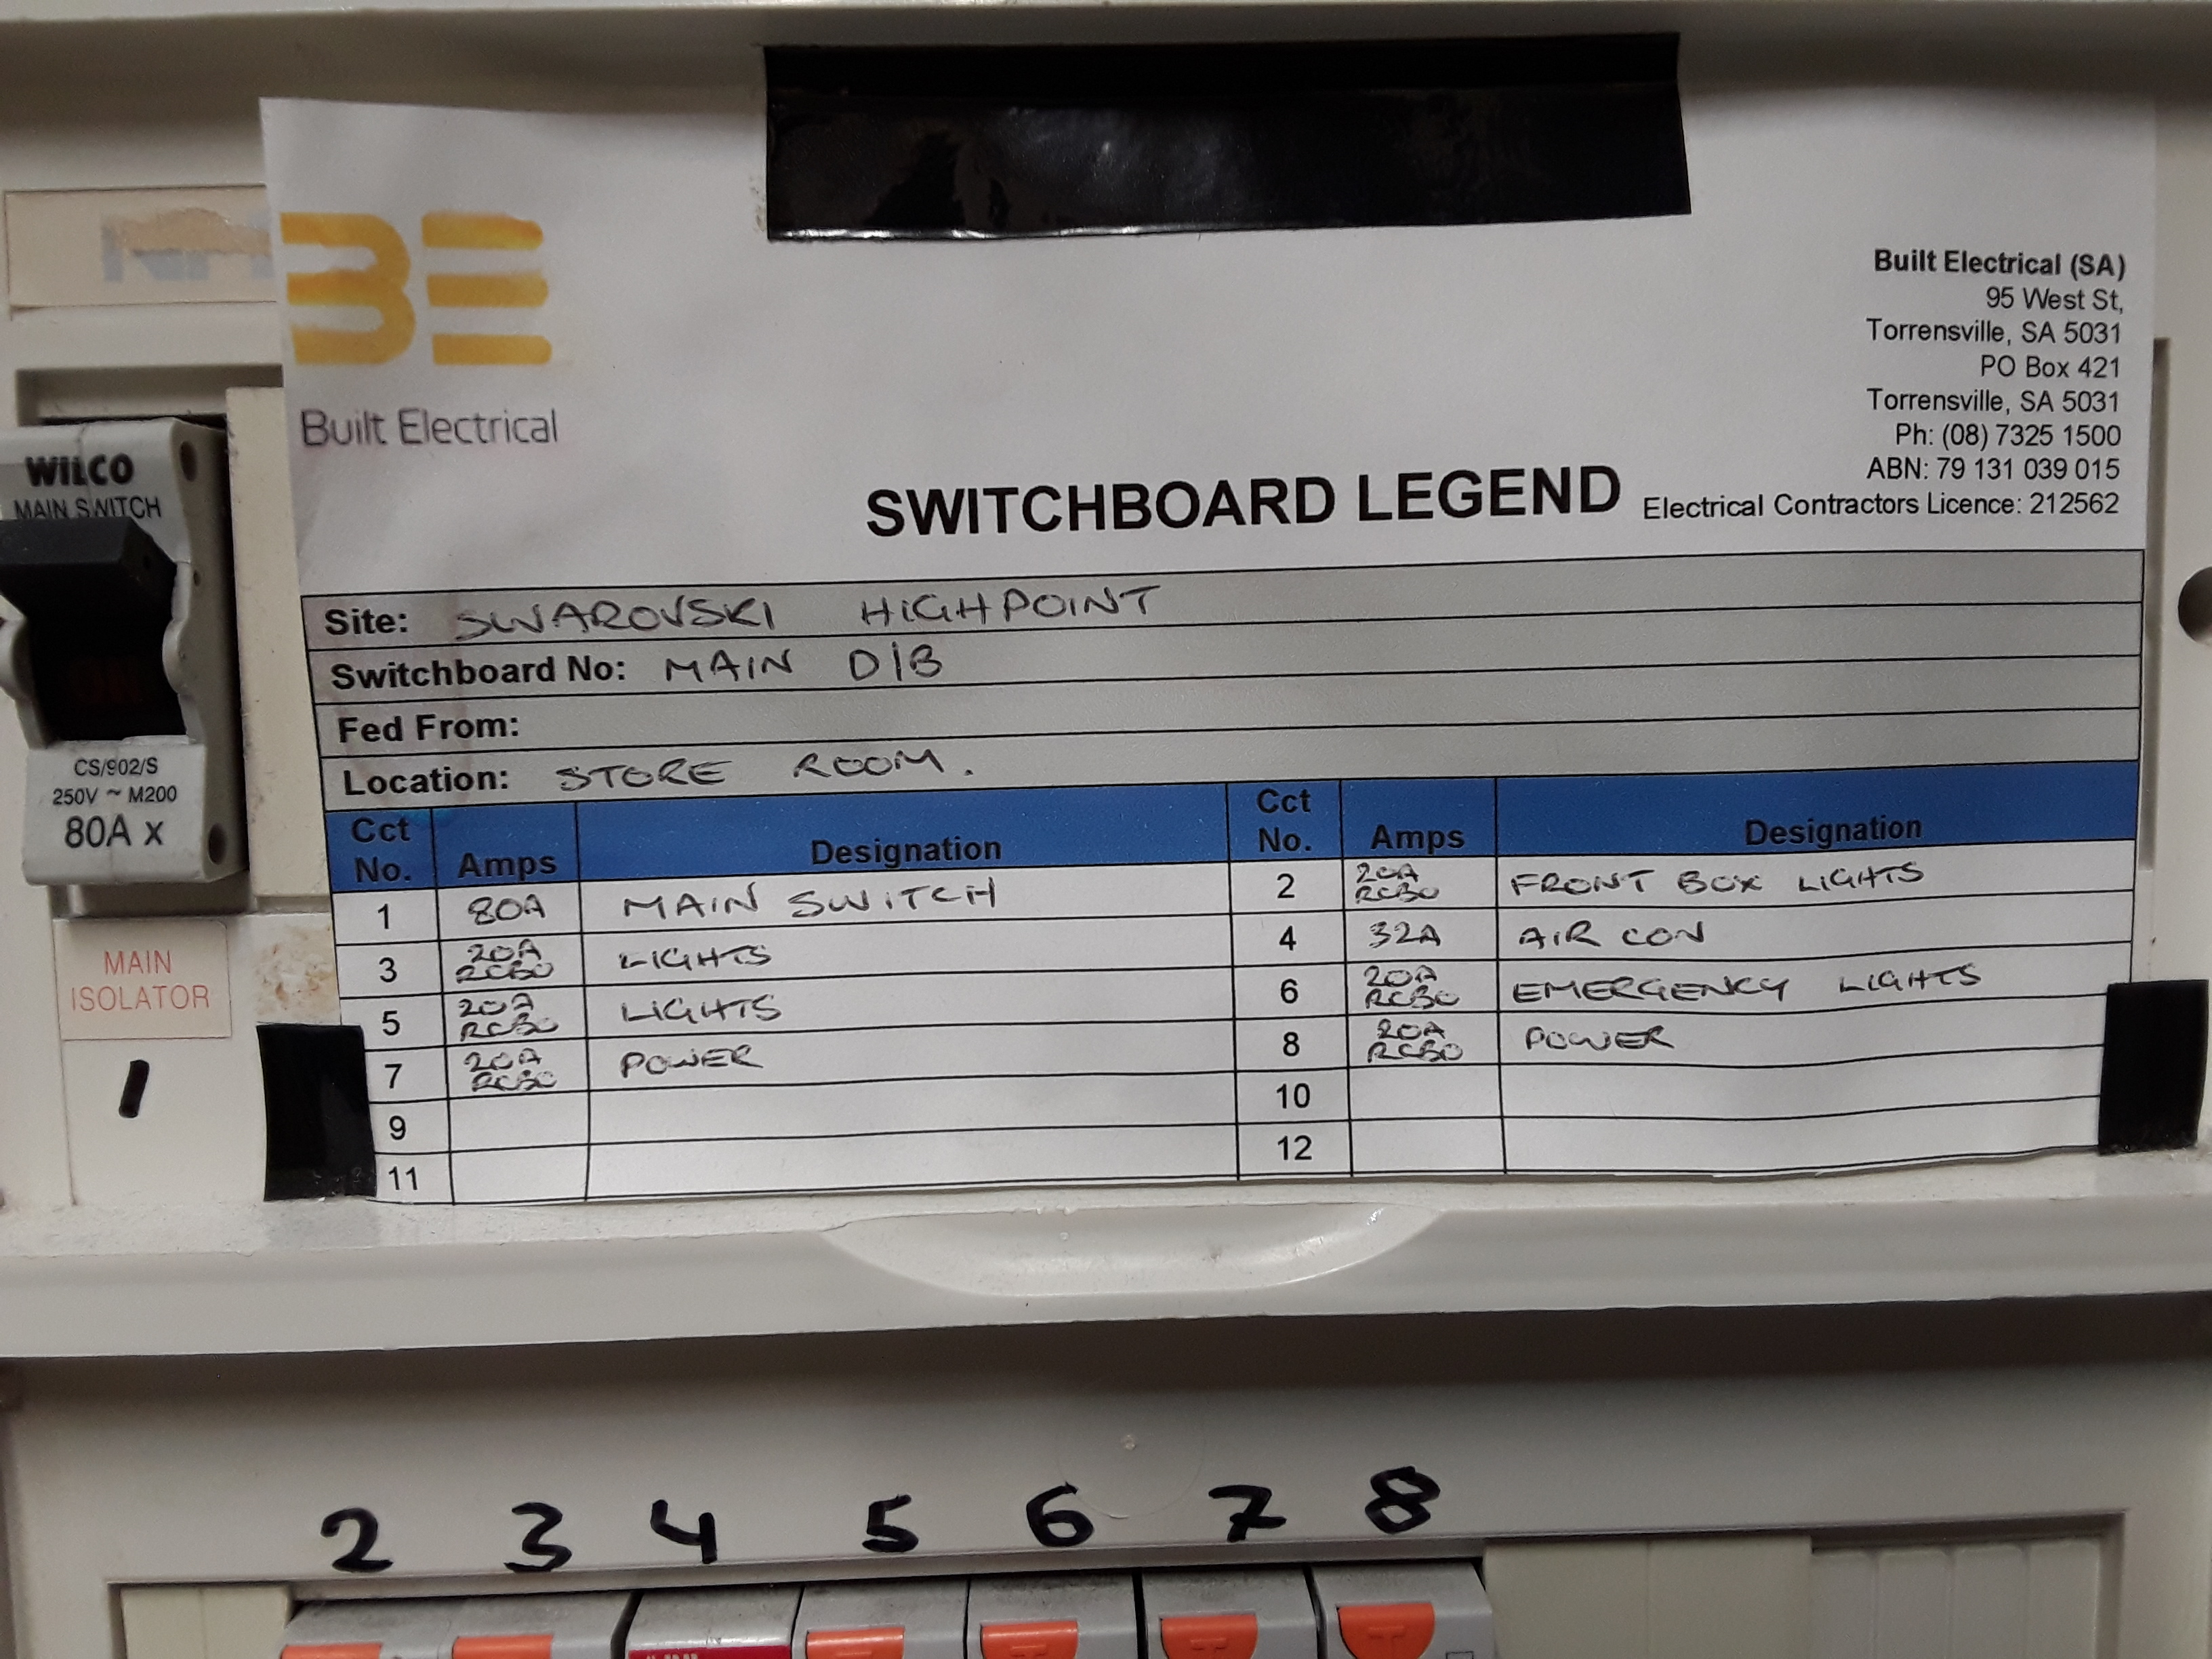 BE
Built Electrical
Built Electrical (SA)
95 West St,
Torrensville, SA 5031
PO Box 421
Torrensville, SA 5031
Ph: (08) 7325 1500
ABN: 79 131 039 015
Electrical Contractors Licence: 212562
SWITCHBOARD LEGEND
WILCO
MAIN SWITCH
CS/902/S
250V ~ M200
80A x
MAIN
ISOLATOR
1
Site: SWAROVSKI HIGHPOINT
Switchboard No: MAIN D/B
Fed From:
Location: STORE ROOM.
Cct No. Amps Designation Cct No. Amps Designation
1 80A MAIN SWITCH 2 20A RCBO FRONT BOX LIGHTS
3 20A RCBO LIGHTS 4 32A AIR CON
5 20A RCBO LIGHTS 6 20A RCBO EMERGENCY LIGHTS
7 20A RCBO POWER 8 20A RCBO POWER
9 10
11 12
2 3 4 5 6 7 8